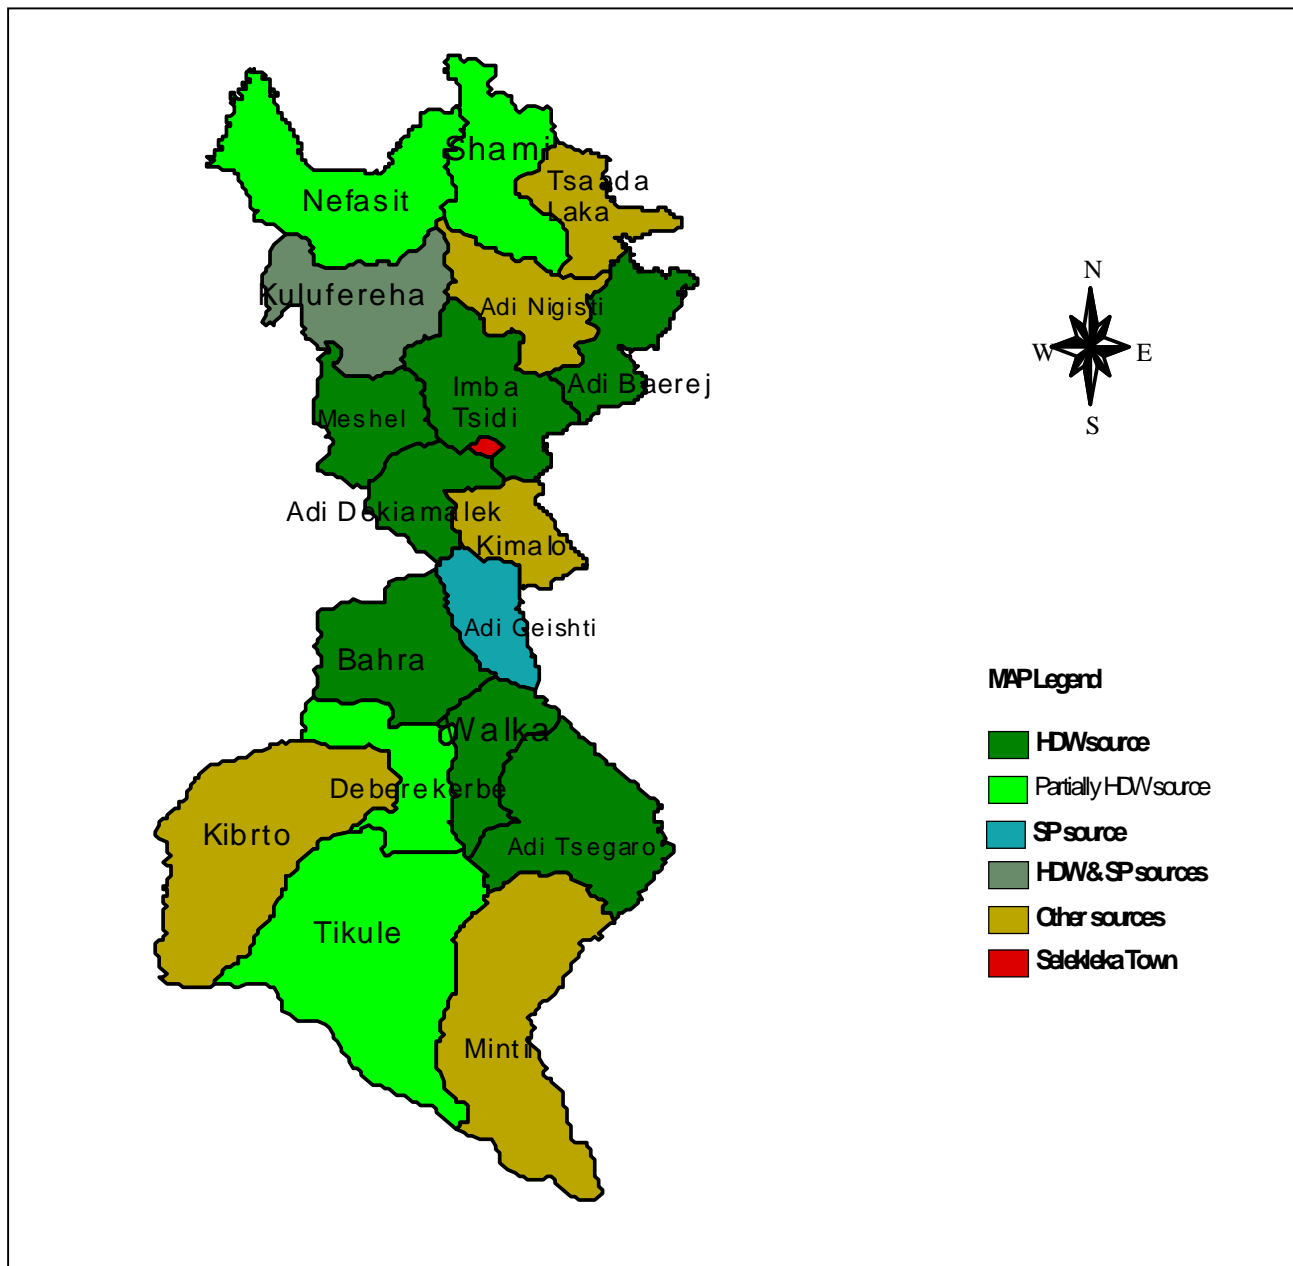 Shami
Tsaada
Laka
Nefasit
Kulufereha
Adi Nigisti
Imba
Tsidi
Adi Baerej
Meshel
Adi Dekiamalek
Kimalo
Adi Qeishti
Bahra
Walka
Deberekerbe
Kibrto
Adi Tsegaro
Tikule
Minti
N
W
E
S
MAP Legend
HDW source
Partially HDW source
SP source
HDW & SP sources
Other sources
Selekleka Town